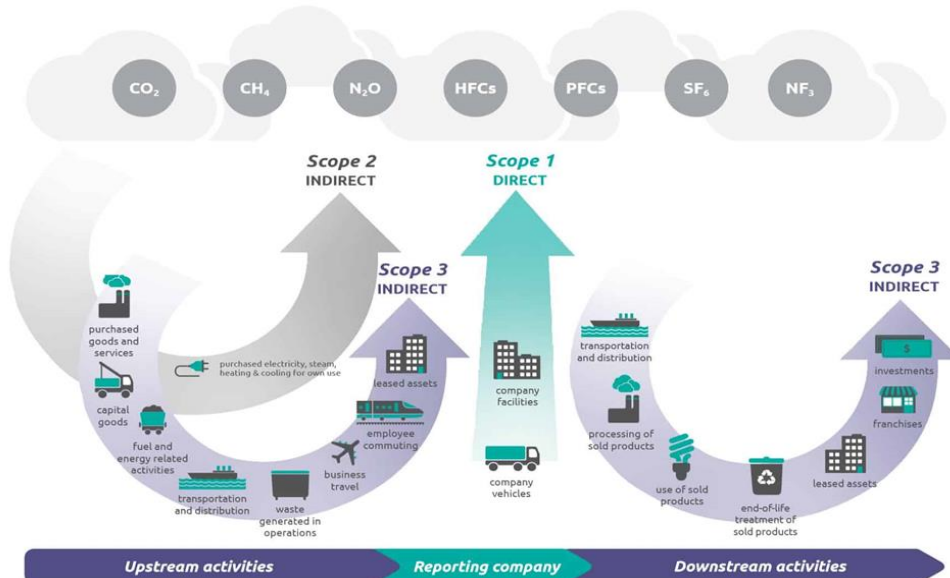 CO₂ CH₄ N₂O HFCs PFCs SF₆ NF₃
Scope 2
INDIRECT
Scope 1
DIRECT
Scope 3
INDIRECT
Scope 3
INDIRECT
purchased
goods and
services
capital
goods
fuel and
energy related
activities
transportation
and distribution
waste
generated in
operations
business
travel
employee
commuting
leased assets
purchased electricity, steam,
heating & cooling for own use
company
facilities
company
vehicles
transportation
and distribution
processing of
sold products
use of sold
products
end-of-life
treatment of
sold products
leased assets
franchises
$
investments
Upstream activities
Reporting company
Downstream activities